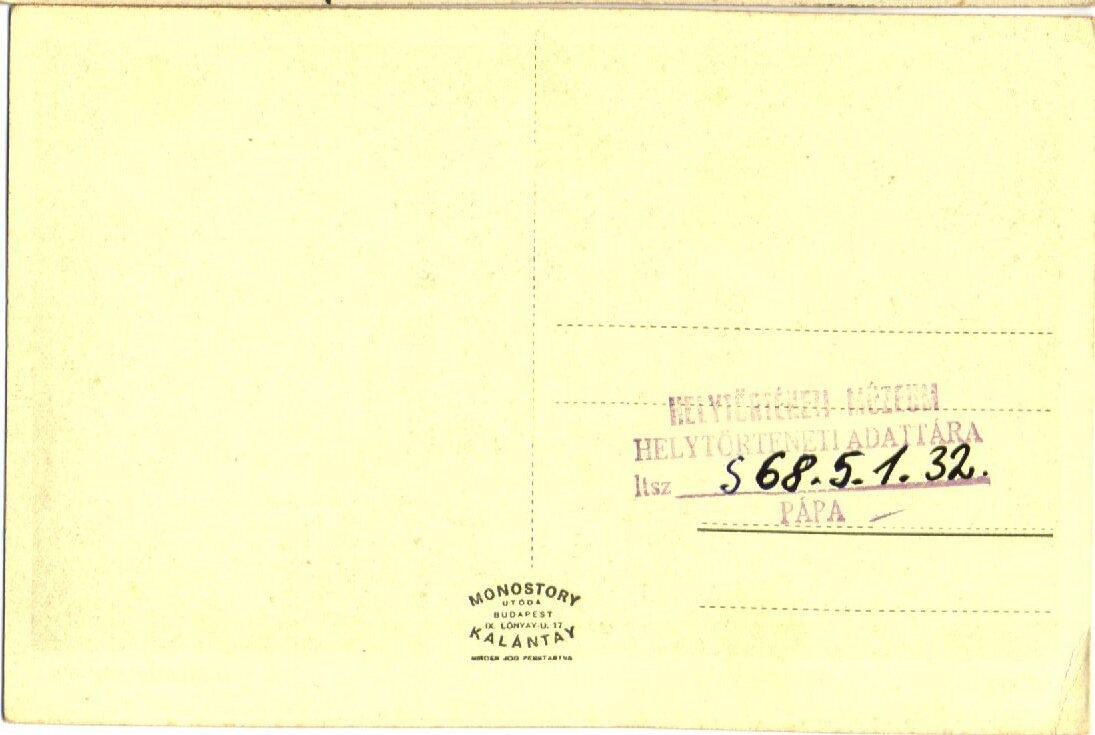 HELYTÖRTÉNETI MÚZEUM
HELYTÖRTÉNETI ADATTÁRA
ltsz S 68.5.1.32.
PÁPA
MONOSTORY
UTÓDA
BUDAPEST
IX. LÓNYAY-U. 17
KALÁNTAY
MINDEN JOG FENNTARTVA